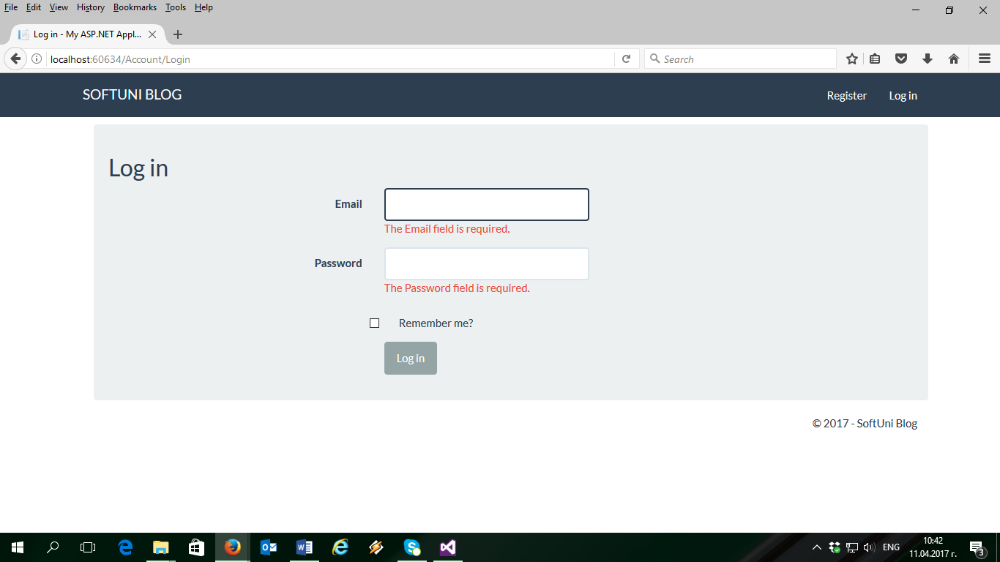 File Edit View History Bookmarks Tools Help
Log in - My ASP.NET Appl...
localhost:60634/Account/Login
Search
SOFTUNI BLOG
Register Log in
Log in
Email
The Email field is required.
Password
The Password field is required.
Remember me?
Log in
© 2017 - SoftUni Blog
ENG
10:42
11.04.2017 г.
3